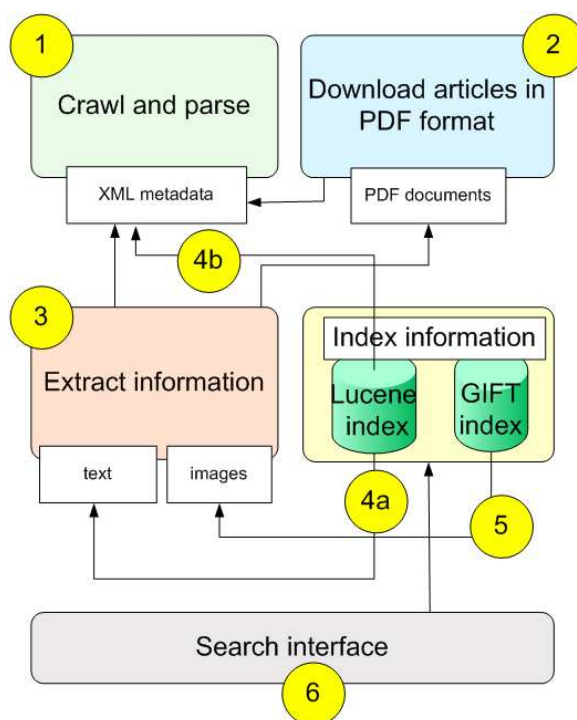 1
2
Crawl and parse
Download articles in
PDF format
XML metadata
PDF documents
4b
3
Extract information
Index information
Lucene
index
GIFT
index
text
images
4a
5
Search interface
6